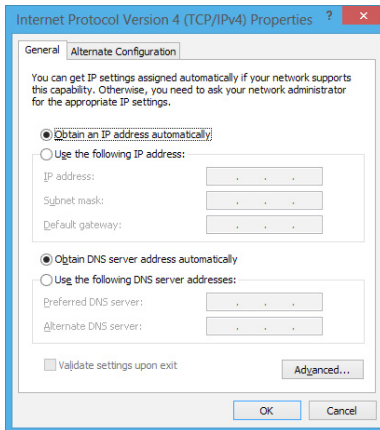 Internet Protocol Version 4 (TCP/IPv4) Properties ? ×
General Alternate Configuration
You can get IP settings assigned automatically if your network supports
this capability. Otherwise, you need to ask your network administrator
for the appropriate IP settings.
Obtain an IP address automatically
Use the following IP address:
IP address:
Subnet mask:
Default gateway:
Obtain DNS server address automatically
Use the following DNS server addresses:
Preferred DNS server:
Alternate DNS server:
Validate settings upon exit
Advanced...
OK Cancel